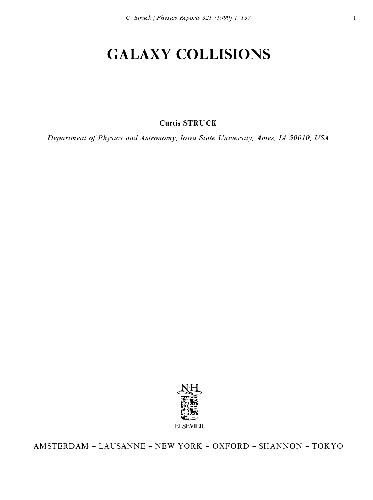 C. Struck / Physics Reports 321 (1999) 1–137 1
GALAXY COLLISIONS
Curtis STRUCK
Department of Physics and Astronomy, Iowa State University, Ames, IA 50010, USA
NH
ELSEVIER
AMSTERDAM – LAUSANNE – NEW YORK – OXFORD – SHANNON – TOKYO